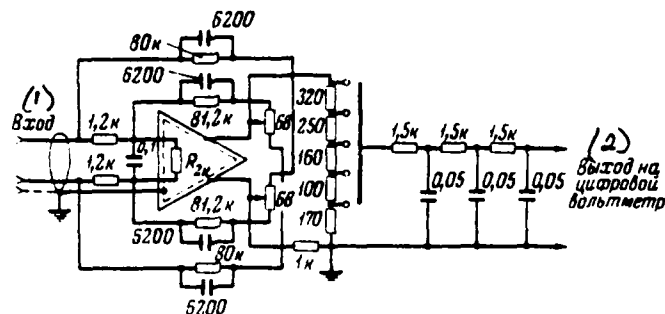 6200
80к
6200
(1)
Вход
1,2к
81,2к
0,1
68
R2к
1,2к
68
81,2к
6200
80к
6200
320
250
160
100
170
1к
1,5к
1,5к
1,5к
0,05
0,05
0,05
(2)
Выход на
цифровой
вольтметр